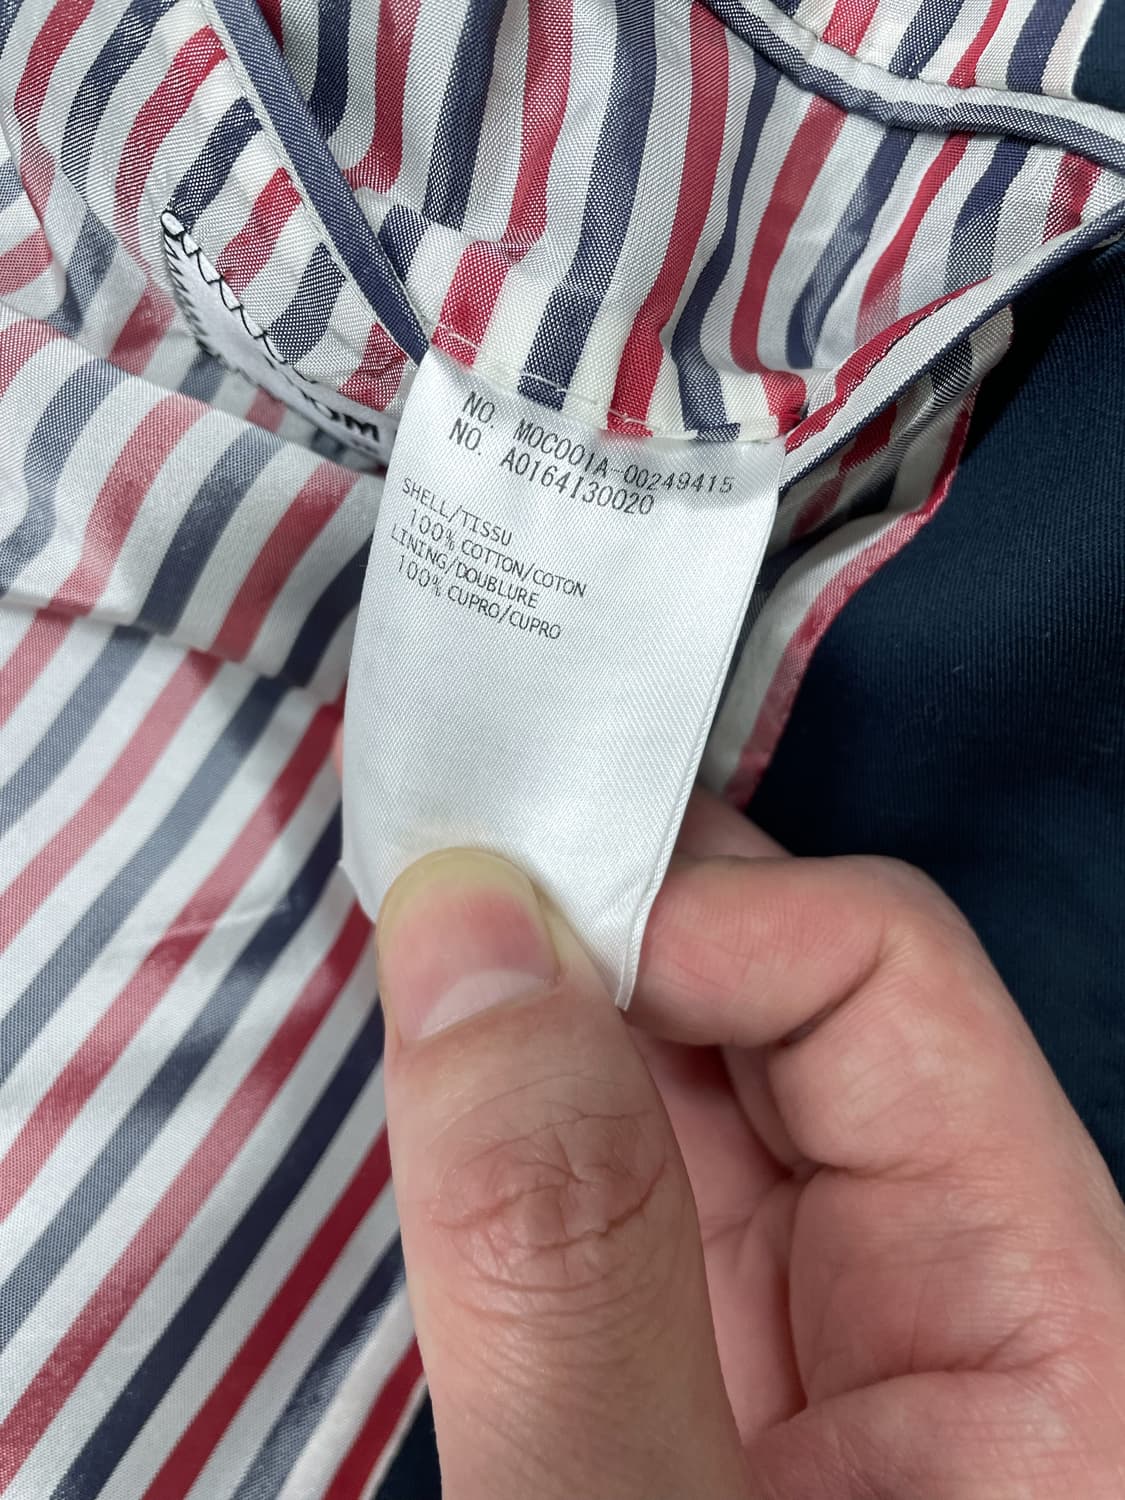 NO. MOC001A-00249415
NO. A0164130020
SHELL/TISSU
100% COTTON/COTON
LINING/DOUBLURE
100% CUPRO/CUPRO